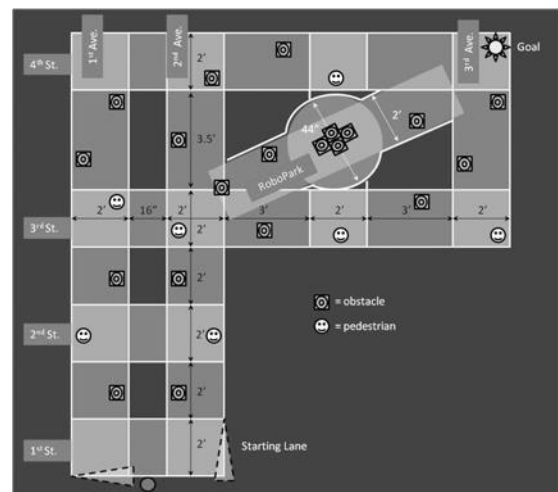 1st Ave.
2nd Ave.
3rd Ave.
Goal
4th St.
2'
3.5'
44"
2'
RoboPark
2'
16"
2'
3'
2'
3'
2'
3rd St.
2'
2'
= obstacle
= pedestrian
2nd St.
2'
2'
1st St.
2'
Starting Lane